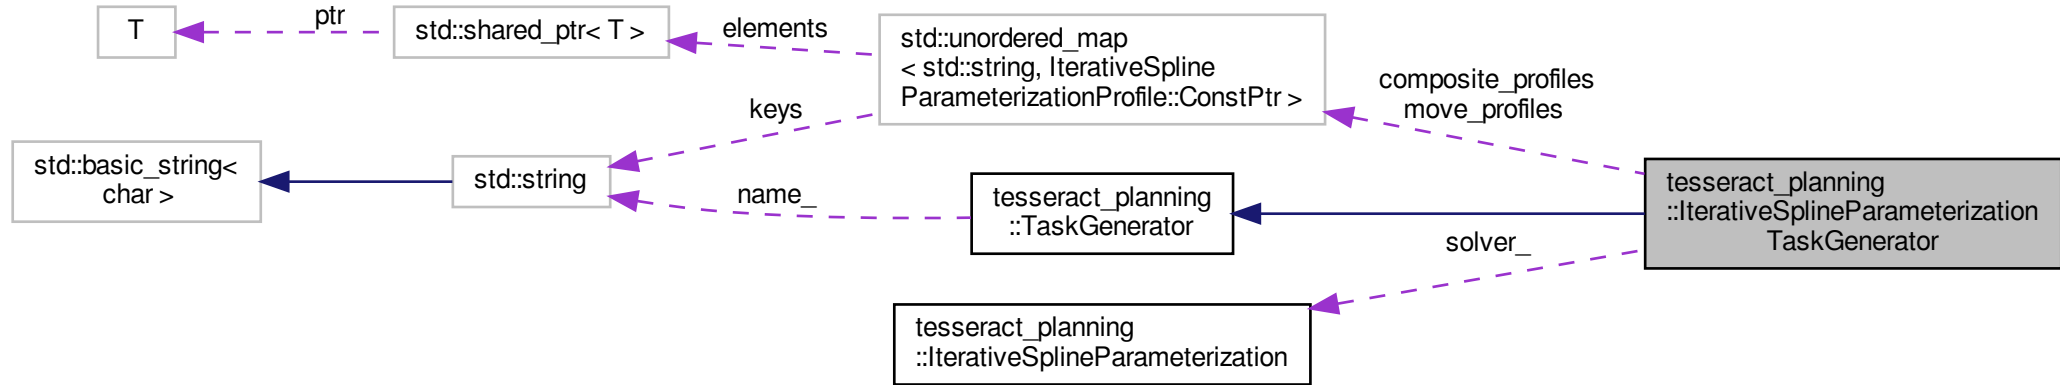 T
ptr
std::shared_ptr< T >
elements
std::unordered_map
< std::string, IterativeSpline
ParameterizationProfile::ConstPtr >
composite_profiles
move_profiles
keys
std::basic_string<
char >
std::string
name_
tesseract_planning
::TaskGenerator
tesseract_planning
::IterativeSplineParameterization
TaskGenerator
solver_
tesseract_planning
::IterativeSplineParameterization